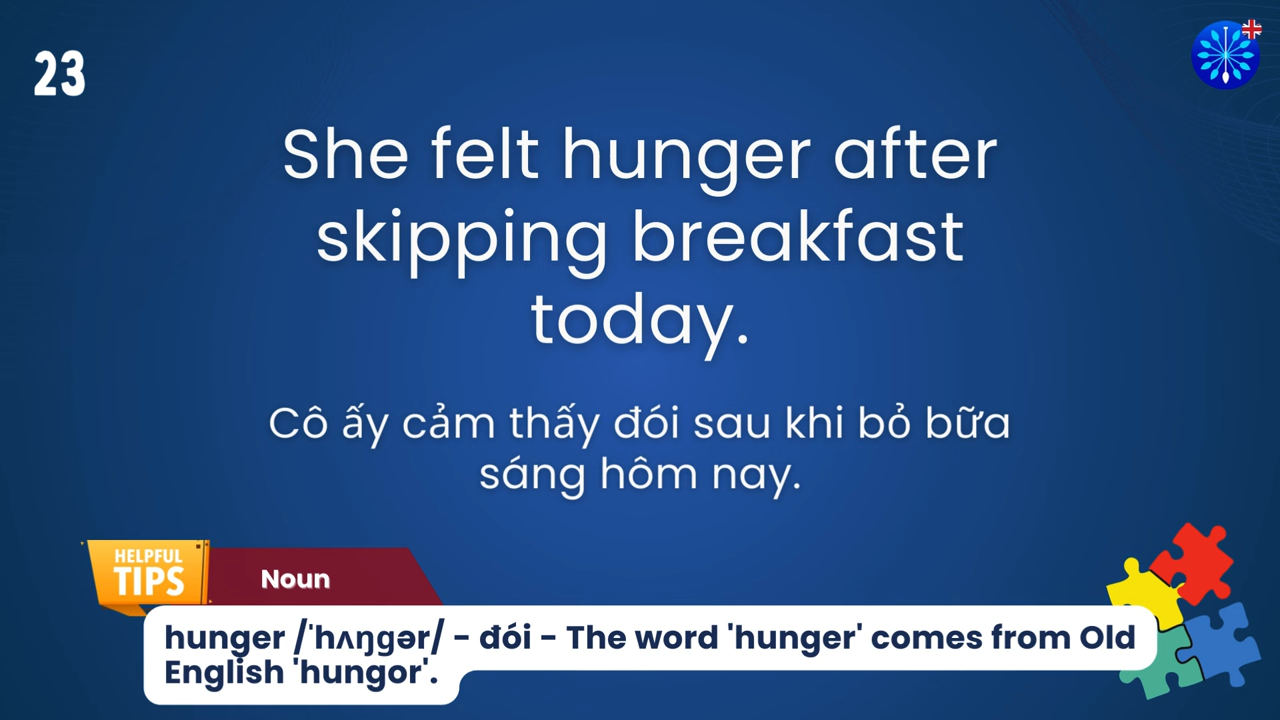 23
She felt hunger after
skipping breakfast
today.
Cô ấy cảm thấy đói sau khi bỏ bữa
sáng hôm nay.
HELPFUL
TIPS
Noun
hunger /ˈhʌŋɡər/ - đói - The word 'hunger' comes from Old
English 'hungor'.